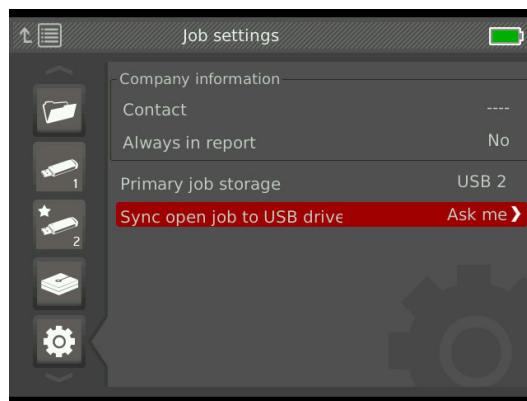 Job settings
Company information
Contact ----
Always in report No
1
Primary job storage USB 2
Sync open job to USB drive Ask me
2